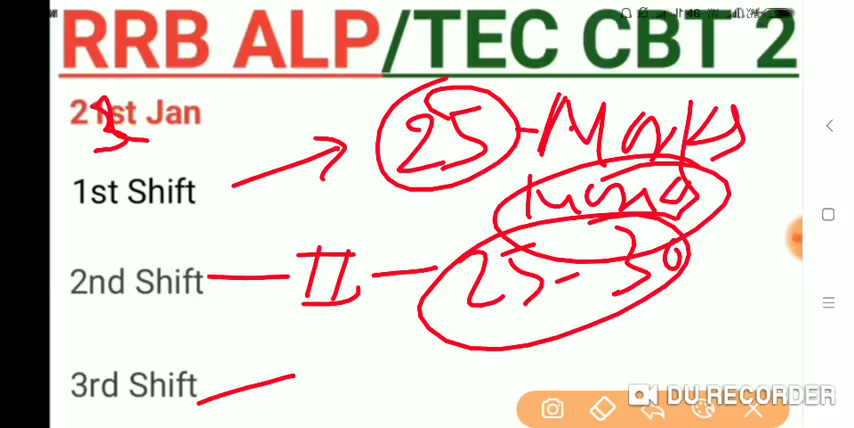 RRB ALP/TEC CBT 2
21st Jan
1st Shift 25 - Marks
2nd Shift - II - 25-30
3rd Shift
DU RECORDER